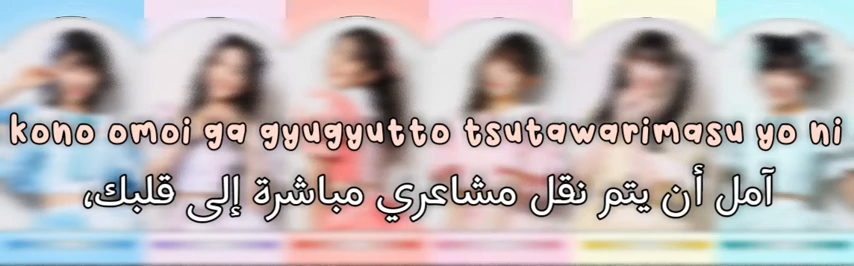 kono omoi ga gyugyutto tsutawarimasu yo ni
آمل أن يتم نقل مشاعري مباشرة إلى قلبك،